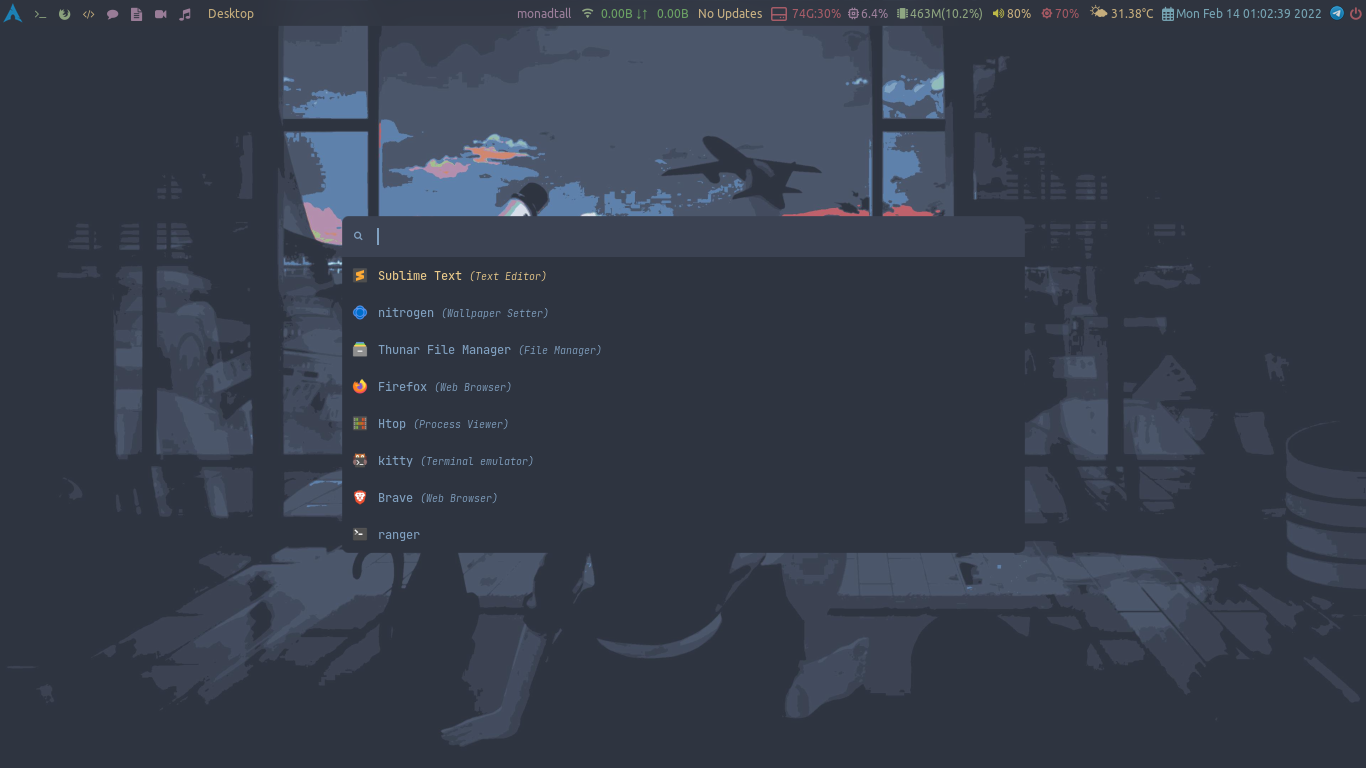 Desktop monadtall 0.00B ↓↑ 0.00B No Updates 74G:30% 6.4% 463M(10.2%) 80% 70% 31.38°C Mon Feb 14 01:02:39 2022
Sublime Text (Text Editor)
nitrogen (Wallpaper Setter)
Thunar File Manager (File Manager)
Firefox (Web Browser)
Htop (Process Viewer)
kitty (Terminal emulator)
Brave (Web Browser)
ranger